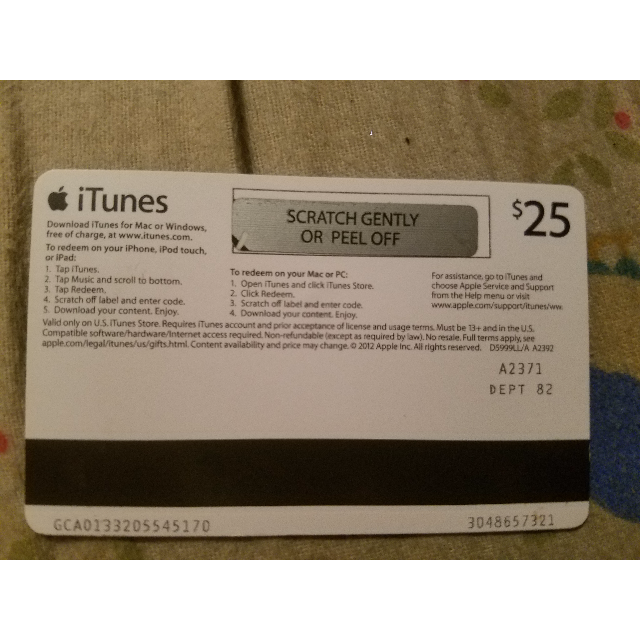 iTunes
$25
SCRATCH GENTLY
OR PEEL OFF
Download iTunes for Mac or Windows,
free of charge, at www.itunes.com.
To redeem on your iPhone, iPod touch,
or iPad:
1. Tap iTunes.
2. Tap Music and scroll to bottom.
3. Tap Redeem.
4. Scratch off label and enter code.
5. Download your content. Enjoy.
To redeem on your Mac or PC:
1. Open iTunes and click iTunes Store.
2. Click Redeem.
3. Scratch off label and enter code.
4. Download your content. Enjoy.
For assistance, go to iTunes and
choose Apple Service and Support
from the Help menu or visit
www.apple.com/support/itunes/ww.
Valid only on U.S. iTunes Store. Requires iTunes account and prior acceptance of license and usage terms. Must be 13+ and in the U.S.
Compatible software/hardware/Internet access required. Non-refundable (except as required by law). No resale. Full terms apply, see
apple.com/legal/itunes/us/gifts.html. Content availability and price may change. © 2012 Apple Inc. All rights reserved. D5999LL/A A2392
A2371
DEPT 82
GCA0133205545170
3048657321